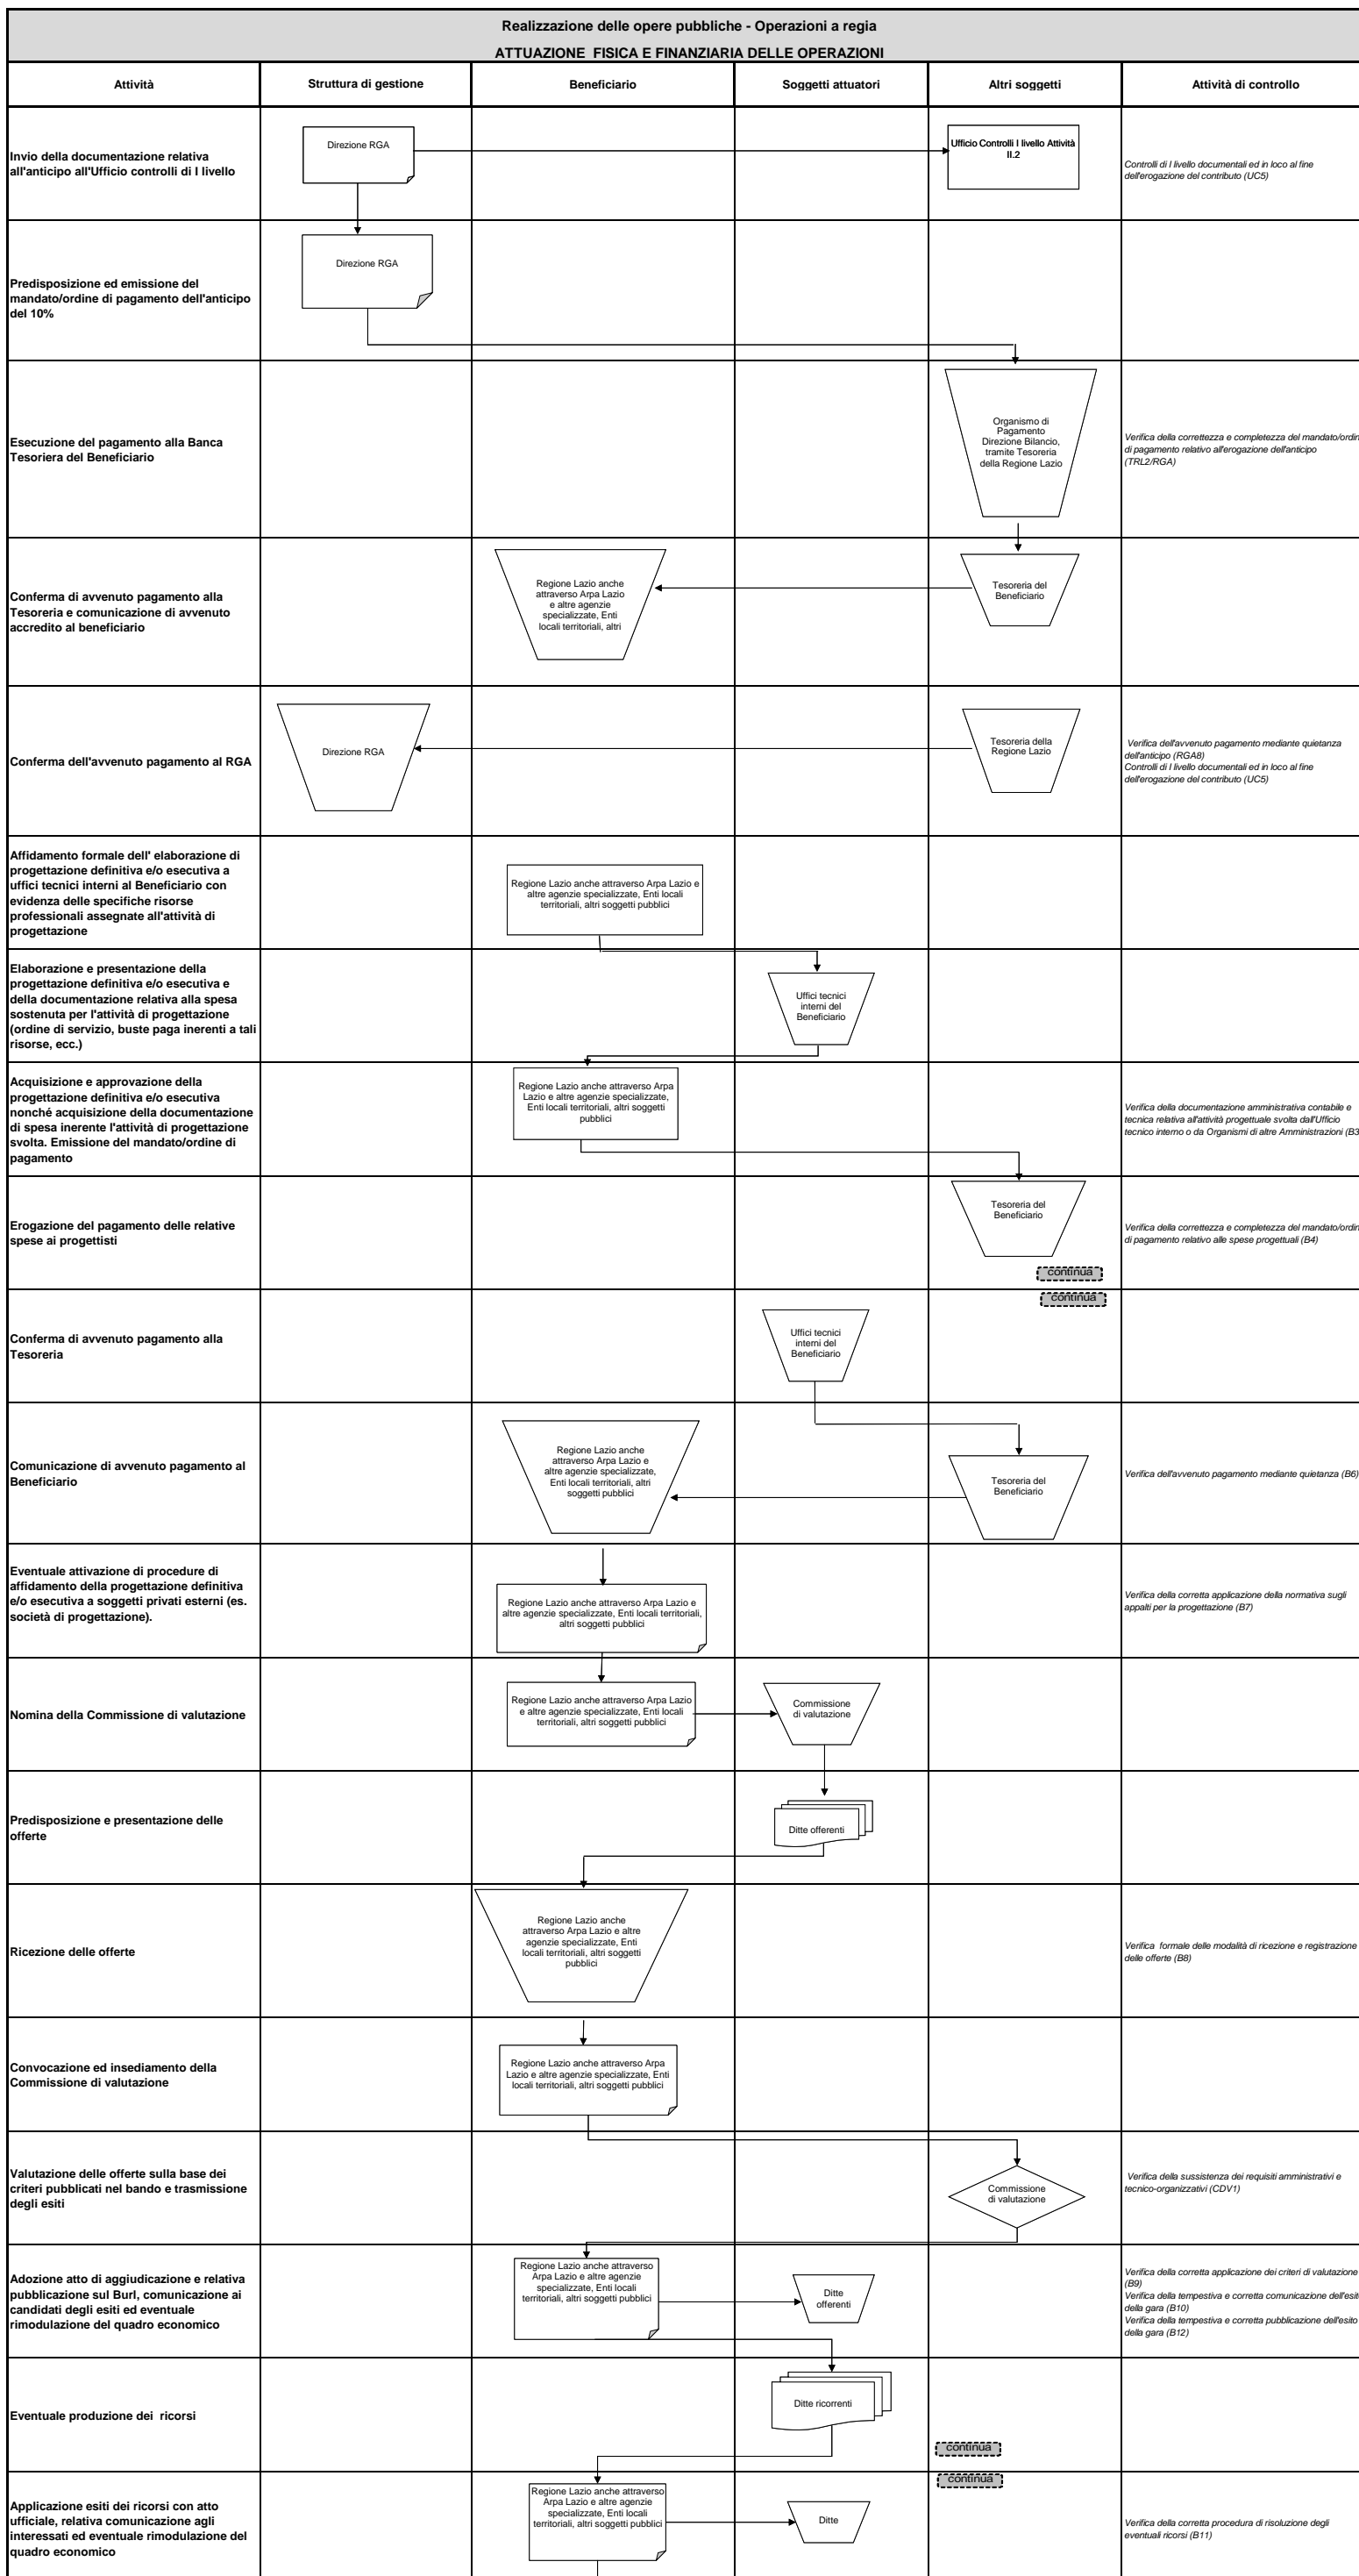 Realizzazione delle opere pubbliche - Operazioni a regia
ATTUAZIONE FISICA E FINANZIARIA DELLE OPERAZIONI
Attività
Struttura di gestione
Beneficiario
Soggetti attuatori
Altri soggetti
Attività di controllo
Invio della documentazione relativa
all'anticipo all'Ufficio controlli di I livello
Direzione RGA
Ufficio Controlli I livello Attività
II.2
Controlli di I livello documentali ed in loco al fine
dell'erogazione del contributo (UC5)
Predisposizione ed emissione del
mandato/ordine di pagamento dell'anticipo
del 10%
Direzione RGA
Esecuzione del pagamento alla Banca
Tesoriera del Beneficiario
Organismo di
Pagamento
Direzione Bilancio,
tramite Tesoreria
della Regione Lazio
Verifica della correttezza e completezza del mandato/ordin
di pagamento relativo all'erogazione dell'anticipo
(TRL2/RGA)
Conferma di avvenuto pagamento alla
Tesoreria e comunicazione di avvenuto
accredito al beneficiario
Regione Lazio anche
attraverso Arpa Lazio
e altre agenzie
specializzate, Enti
locali territoriali, altri
Tesoreria del
Beneficiario
Conferma dell'avvenuto pagamento al RGA
Direzione RGA
Tesoreria della
Regione Lazio
Verifica dell'avvenuto pagamento mediante quietanza
dell'anticipo (RGA8)
Controlli di I livello documentali ed in loco al fine
dell'erogazione del contributo (UC5)
Affidamento formale dell' elaborazione di
progettazione definitiva e/o esecutiva a
uffici tecnici interni al Beneficiario con
evidenza delle specifiche risorse
professionali assegnate all'attività di
progettazione
Regione Lazio anche attraverso Arpa Lazio e
altre agenzie specializzate, Enti locali
territoriali, altri soggetti pubblici
Elaborazione e presentazione della
progettazione definitiva e/o esecutiva e
della documentazione relativa alla spesa
sostenuta per l'attività di progettazione
(ordine di servizio, buste paga inerenti a tali
risorse, ecc.)
Uffici tecnici
interni del
Beneficiario
Acquisizione e approvazione della
progettazione definitiva e/o esecutiva
nonché acquisizione della documentazione
di spesa inerente l'attività di progettazione
svolta. Emissione del mandato/ordine di
pagamento
Regione Lazio anche attraverso Arpa
Lazio e altre agenzie specializzate,
Enti locali territoriali, altri soggetti
pubblici
Verifica della documentazione amministrativa contabile e
tecnica relativa all'attività progettuale svolta dall'Ufficio
tecnico interno o da Organismi di altre Amministrazioni (B3
Erogazione del pagamento delle relative
spese ai progettisti
Tesoreria del
Beneficiario
Verifica della correttezza e completezza del mandato/ordin
di pagamento relativo alle spese progettuali (B4)
continua
continua
Conferma di avvenuto pagamento alla
Tesoreria
Uffici tecnici
interni del
Beneficiario
Comunicazione di avvenuto pagamento al
Beneficiario
Regione Lazio anche
attraverso Arpa Lazio e
altre agenzie specializzate,
Enti locali territoriali, altri
soggetti pubblici
Tesoreria del
Beneficiario
Verifica dell'avvenuto pagamento mediante quietanza (B6)
Eventuale attivazione di procedure di
affidamento della progettazione definitiva
e/o esecutiva a soggetti privati esterni (es.
società di progettazione).
Regione Lazio anche attraverso Arpa Lazio e
altre agenzie specializzate, Enti locali territoriali,
altri soggetti pubblici
Verifica della corretta applicazione della normativa sugli
appalti per la progettazione (B7)
Nomina della Commissione di valutazione
Regione Lazio anche attraverso Arpa Lazio
e altre agenzie specializzate, Enti locali
territoriali, altri soggetti pubblici
Commissione
di valutazione
Predisposizione e presentazione delle
offerte
Ditte offerenti
Ricezione delle offerte
Regione Lazio anche
attraverso Arpa Lazio e altre
agenzie specializzate, Enti
locali territoriali, altri soggetti
pubblici
Verifica formale delle modalità di ricezione e registrazione
delle offerte (B8)
Convocazione ed insediamento della
Commissione di valutazione
Regione Lazio anche attraverso Arpa
Lazio e altre agenzie specializzate, Enti
locali territoriali, altri soggetti pubblici
Valutazione delle offerte sulla base dei
criteri pubblicati nel bando e trasmissione
degli esiti
Commissione
di valutazione
Verifica della sussistenza dei requisiti amministrativi e
tecnico-organizzativi (CDV1)
Adozione atto di aggiudicazione e relativa
pubblicazione sul Burl, comunicazione ai
candidati degli esiti ed eventuale
rimodulazione del quadro economico
Regione Lazio anche attraverso
Arpa Lazio e altre agenzie
specializzate, Enti locali
territoriali, altri soggetti pubblici
Ditte
offerenti
Verifica della corretta applicazione dei criteri di valutazione
(B9)
Verifica della tempestiva e corretta comunicazione dell'esit
della gara (B10)
Verifica della tempestiva e corretta pubblicazione dell'esito
della gara (B12)
Eventuale produzione dei ricorsi
Ditte ricorrenti
continua
continua
Applicazione esiti dei ricorsi con atto
ufficiale, relativa comunicazione agli
interessati ed eventuale rimodulazione del
quadro economico
Regione Lazio anche attraverso
Arpa Lazio e altre agenzie
specializzate, Enti locali
territoriali, altri soggetti pubblici
Ditte
Verifica della corretta procedura di risoluzione degli
eventuali ricorsi (B11)